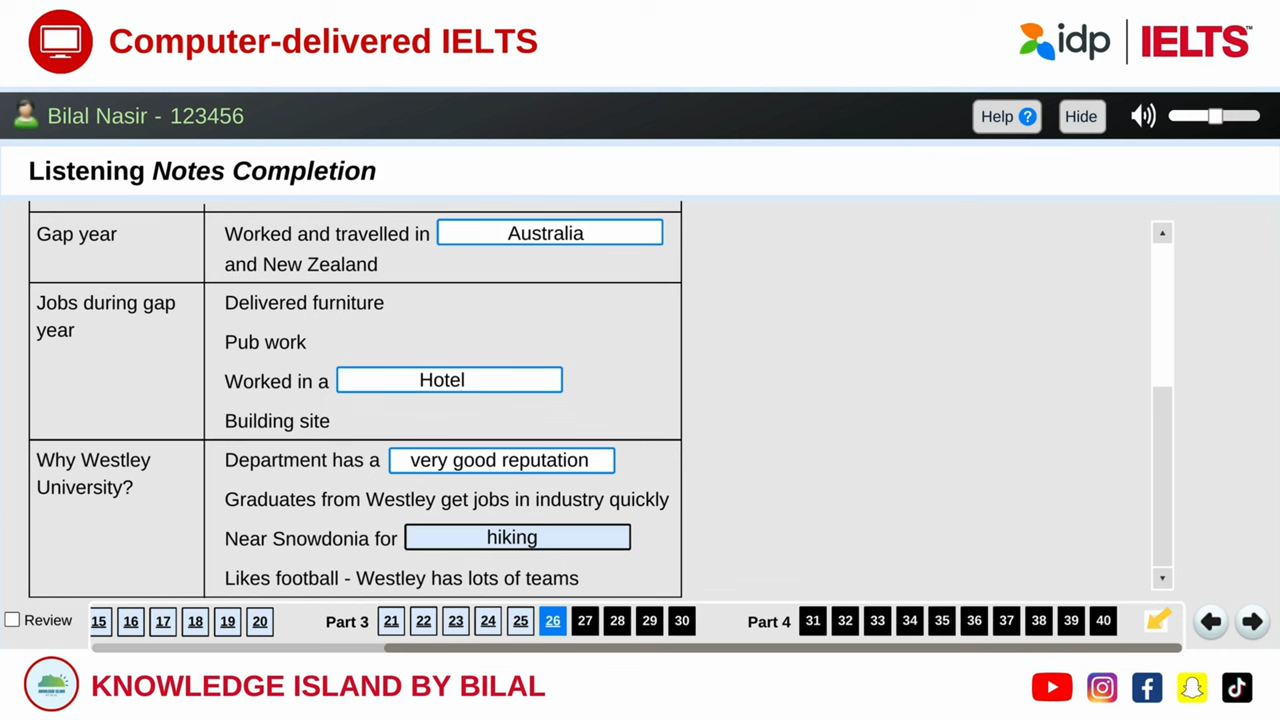 Computer-delivered IELTS
idp IELTS™
Bilal Nasir - 123456
Help ?
Hide
Listening Notes Completion
Gap year
Worked and travelled in Australia
and New Zealand
Jobs during gap
year
Delivered furniture
Pub work
Worked in a Hotel
Building site
Why Westley
University?
Department has a very good reputation
Graduates from Westley get jobs in industry quickly
Near Snowdonia for hiking
Likes football - Westley has lots of teams
Review 15 16 17 18 19 20 Part 3 21 22 23 24 25 26 27 28 29 30 Part 4 31 32 33 34 35 36 37 38 39 40
KNOWLEDGE ISLAND BY BILAL